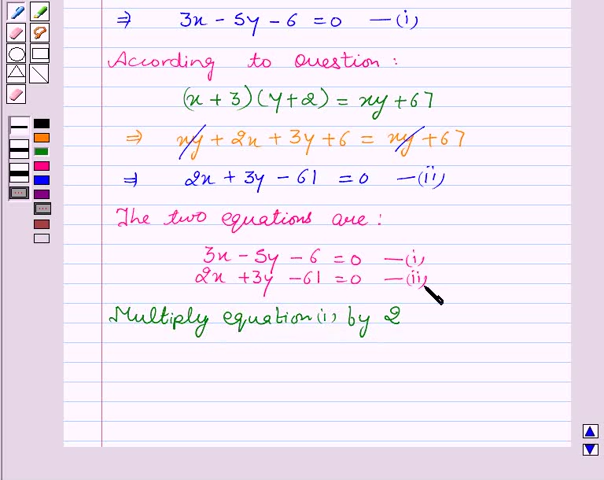 ⇒ 3x - 5y - 6 = 0 —(i)
According to Question :
(x + 3) (y + 2) = xy + 67
⇒ xy + 2x + 3y + 6 = xy + 67
⇒ 2x + 3y - 61 = 0 —(ii)
The two equations are :
3x - 5y - 6 = 0 —(i)
2x + 3y - 61 = 0 —(ii)
Multiply equation (i) by 2